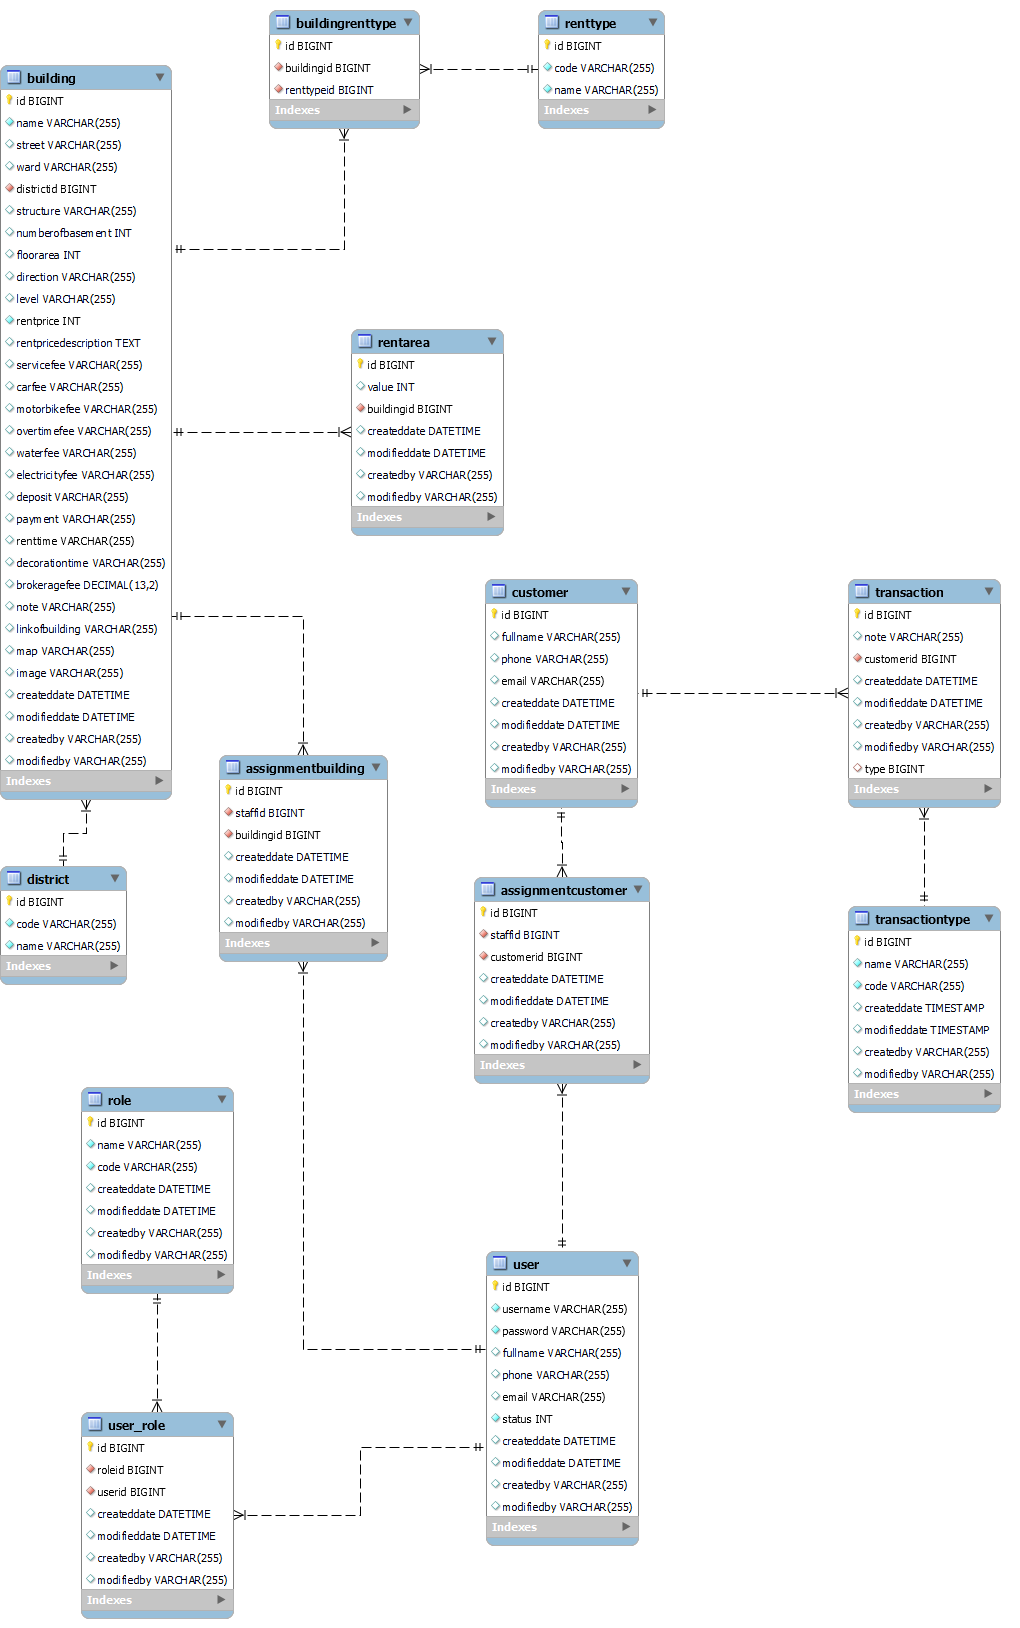 buildingrenttype
id BIGINT
buildingid BIGINT
renttypeid BIGINT
Indexes
renttype
id BIGINT
code VARCHAR(255)
name VARCHAR(255)
Indexes
building
id BIGINT
name VARCHAR(255)
street VARCHAR(255)
ward VARCHAR(255)
districtid BIGINT
structure VARCHAR(255)
numberofbasement INT
floorarea INT
direction VARCHAR(255)
level VARCHAR(255)
rentprice INT
rentpricedescription TEXT
servicefee VARCHAR(255)
carfee VARCHAR(255)
motorbikefee VARCHAR(255)
overtimefee VARCHAR(255)
waterfee VARCHAR(255)
electricityfee VARCHAR(255)
deposit VARCHAR(255)
payment VARCHAR(255)
renttime VARCHAR(255)
decorationtime VARCHAR(255)
brokeragefee DECIMAL(13,2)
note VARCHAR(255)
linkofbuilding VARCHAR(255)
map VARCHAR(255)
image VARCHAR(255)
createddate DATETIME
modifieddate DATETIME
createdby VARCHAR(255)
modifiedby VARCHAR(255)
Indexes
rentarea
id BIGINT
value INT
buildingid BIGINT
createddate DATETIME
modifieddate DATETIME
createdby VARCHAR(255)
modifiedby VARCHAR(255)
Indexes
customer
id BIGINT
fullname VARCHAR(255)
phone VARCHAR(255)
email VARCHAR(255)
createddate DATETIME
modifieddate DATETIME
createdby VARCHAR(255)
modifiedby VARCHAR(255)
Indexes
transaction
id BIGINT
note VARCHAR(255)
customerid BIGINT
createddate DATETIME
modifieddate DATETIME
createdby VARCHAR(255)
modifiedby VARCHAR(255)
type BIGINT
Indexes
assignmentbuilding
id BIGINT
staffid BIGINT
buildingid BIGINT
createddate DATETIME
modifieddate DATETIME
createdby VARCHAR(255)
modifiedby VARCHAR(255)
Indexes
district
id BIGINT
code VARCHAR(255)
name VARCHAR(255)
Indexes
assignmentcustomer
id BIGINT
staffid BIGINT
customerid BIGINT
createddate DATETIME
modifieddate DATETIME
createdby VARCHAR(255)
modifiedby VARCHAR(255)
Indexes
transactiontype
id BIGINT
name VARCHAR(255)
code VARCHAR(255)
createddate TIMESTAMP
modifieddate TIMESTAMP
createdby VARCHAR(255)
modifiedby VARCHAR(255)
Indexes
role
id BIGINT
name VARCHAR(255)
code VARCHAR(255)
createddate DATETIME
modifieddate DATETIME
createdby VARCHAR(255)
modifiedby VARCHAR(255)
Indexes
user
id BIGINT
username VARCHAR(255)
password VARCHAR(255)
fullname VARCHAR(255)
phone VARCHAR(255)
email VARCHAR(255)
status INT
createddate DATETIME
modifieddate DATETIME
createdby VARCHAR(255)
modifiedby VARCHAR(255)
Indexes
user_role
id BIGINT
roleid BIGINT
userid BIGINT
createddate DATETIME
modifieddate DATETIME
createdby VARCHAR(255)
modifiedby VARCHAR(255)
Indexes